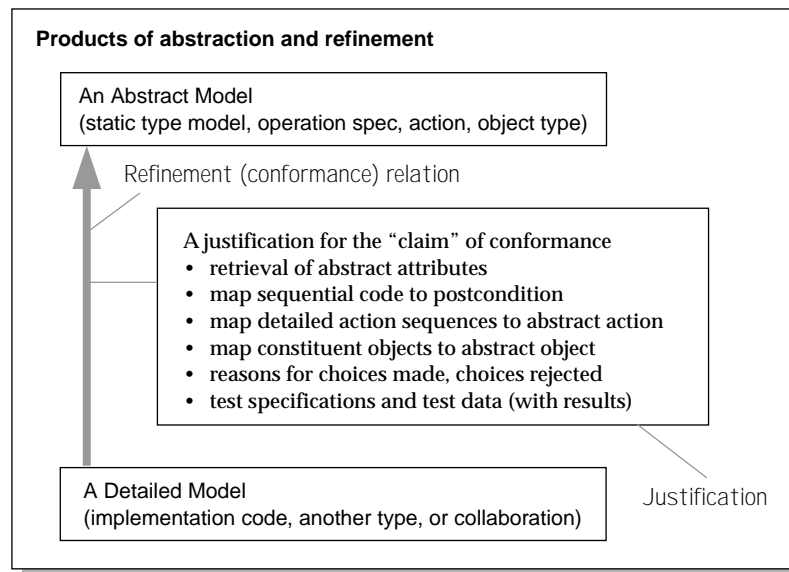 Products of abstraction and refinement
An Abstract Model
(static type model, operation spec, action, object type)
Refinement (conformance) relation
A justification for the “claim” of conformance
• retrieval of abstract attributes
• map sequential code to postcondition
• map detailed action sequences to abstract action
• map constituent objects to abstract object
• reasons for choices made, choices rejected
• test specifications and test data (with results)
A Detailed Model
(implementation code, another type, or collaboration)
Justification